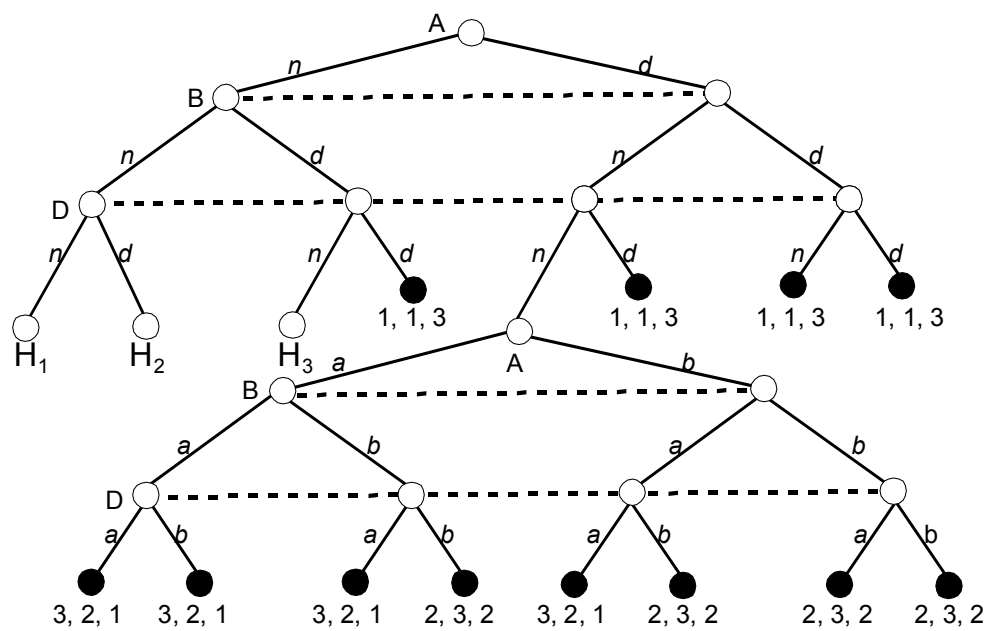 A
n d
B
n d n d
D
n d n d n d n d
1, 1, 3 1, 1, 3 1, 1, 3 1, 1, 3
H1 H2 H3
A
a b
B
a b a b
D
a b a b a b a b
3, 2, 1 3, 2, 1 3, 2, 1 2, 3, 2 3, 2, 1 2, 3, 2 2, 3, 2 2, 3, 2